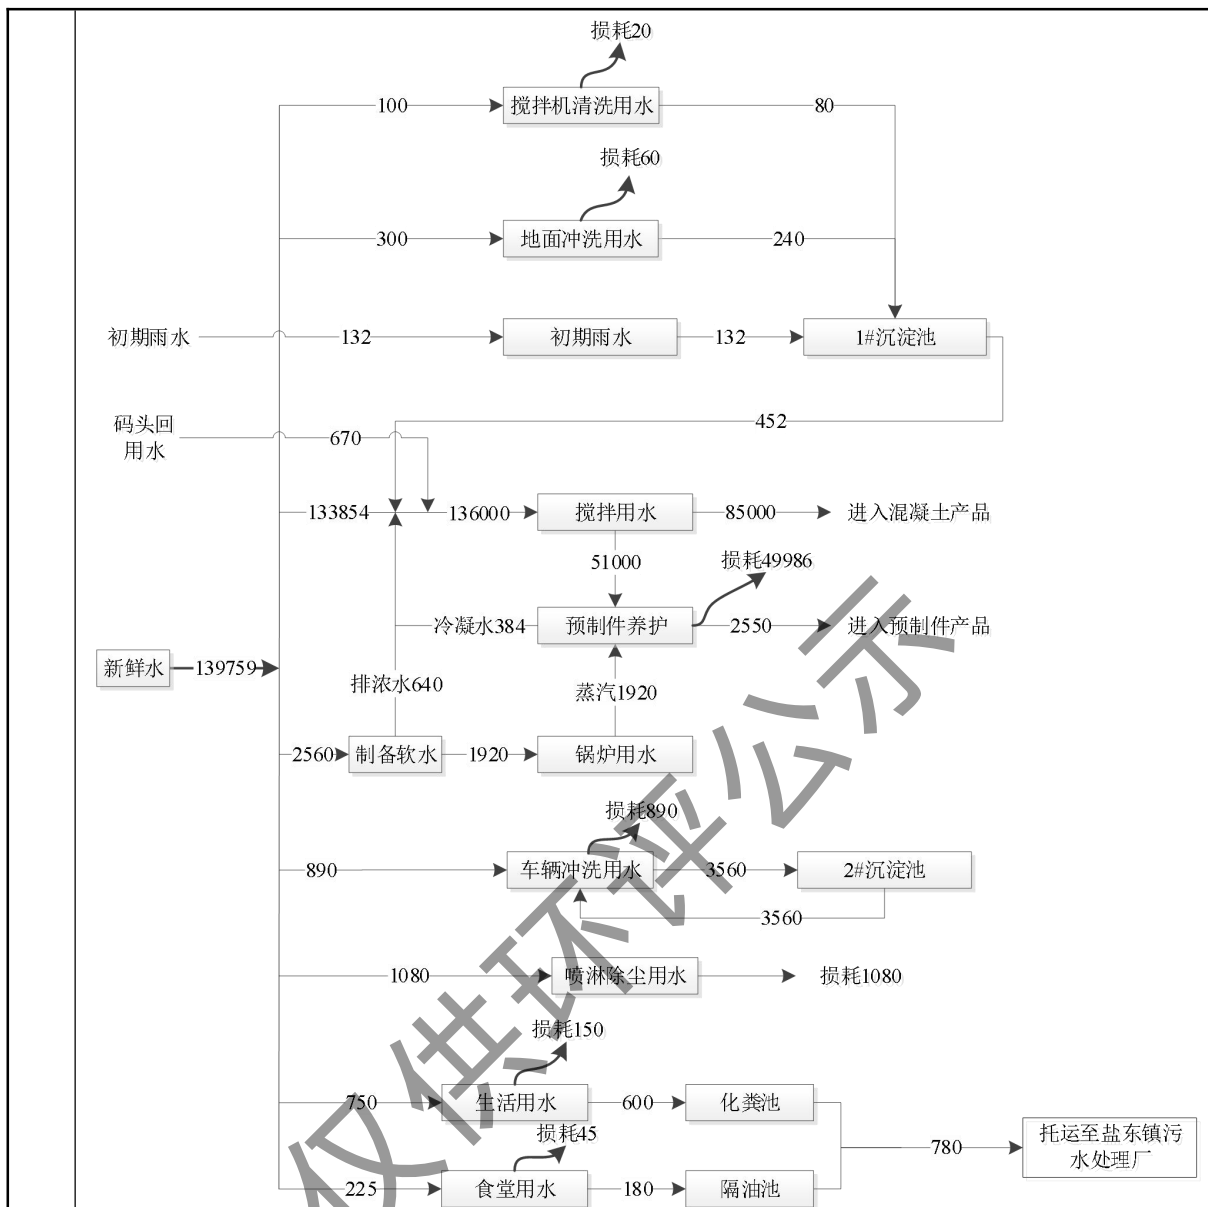 损耗20
100
搅拌机清洗用水
80
损耗60
300
地面冲洗用水
240
初期雨水
132
初期雨水
132
1#沉淀池
452
码头回
用水
670
133854
136000
搅拌用水
85000
进入混凝土产品
51000
损耗49986
冷凝水384
预制件养护
2550
进入预制件产品
新鲜水
139759
排浓水640
蒸汽1920
2560
制备软水
1920
锅炉用水
损耗890
890
车辆冲洗用水
3560
2#沉淀池
3560
1080
喷淋除尘用水
损耗1080
损耗150
750
生活用水
600
化粪池
损耗45
780
托运至盐东镇污
水处理厂
225
食堂用水
180
隔油池
仅供环评公示